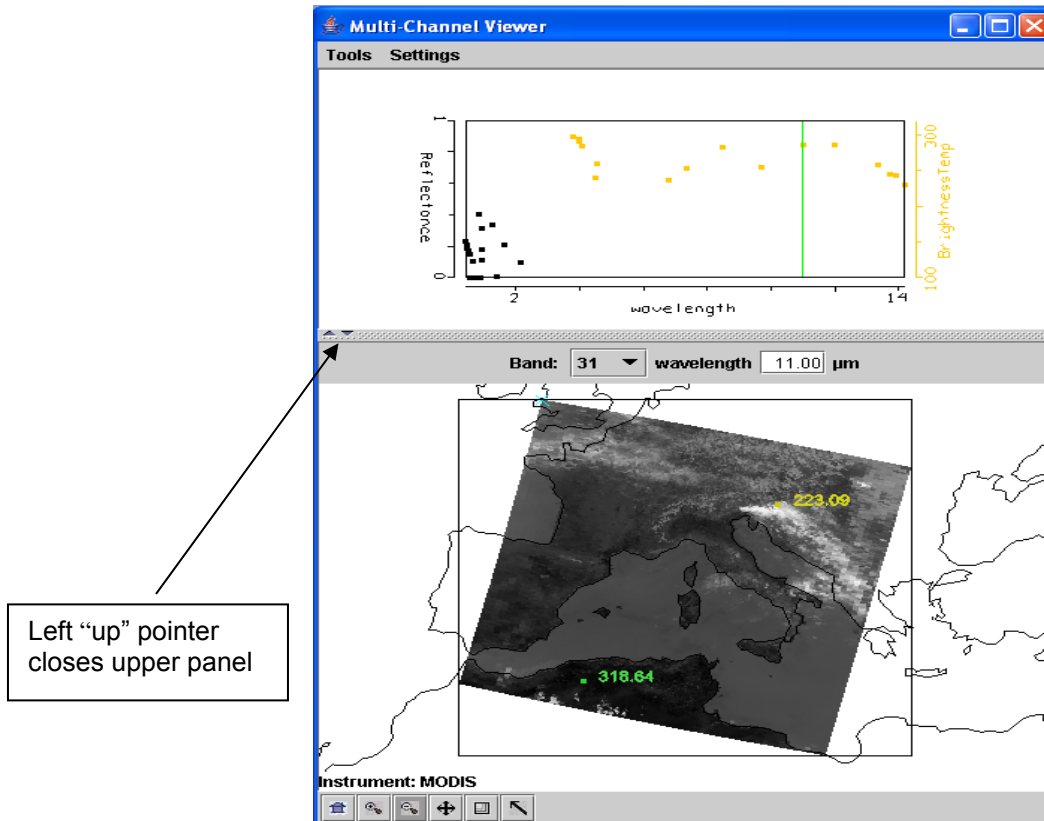 Multi-Channel Viewer
Tools Settings
1
Reflectance
0
300
BrightnessTemp
100
2
14
wavelength
Band: 31 wavelength 11.00 µm
223.09
318.64
Left “up” pointer
closes upper panel
Instrument: MODIS